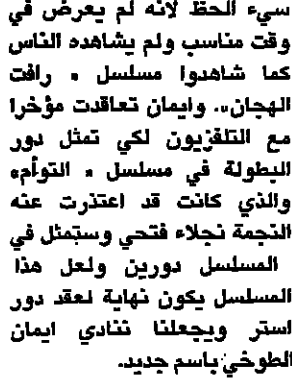 سيء الحظ لانه لم يعرض في
وقت مناسب ولم يشاهده الناس
كما شاهدوا مسلسل « رافت
الهجان».. وايمان تعاقدت مؤخرا
مع التلفزيون لكي تمثل دور
البطولة في مسلسل « التوأم»
والذي كانت قد اعتذرت عنه
النجمة نجلاء فتحي وستمثل في
المسلسل دورين ولعل هذا
المسلسل يكون نهاية لعقد دور
استر ويجعلنا ننادي ايمان
الطوخي باسم جديد.